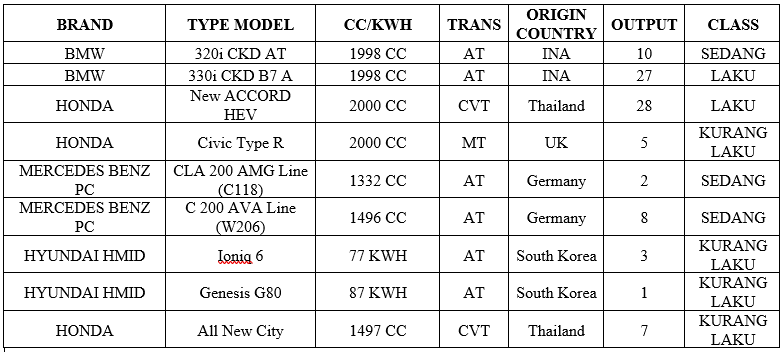 BRAND TYPE MODEL CC/KWH TRANS ORIGIN COUNTRY OUTPUT CLASS
BMW 320i CKD AT 1998 CC AT INA 10 SEDANG
BMW 330i CKD B7 A 1998 CC AT INA 27 LAKU
HONDA New ACCORD HEV 2000 CC CVT Thailand 28 LAKU
HONDA Civic Type R 2000 CC MT UK 5 KURANG LAKU
MERCEDES BENZ PC CLA 200 AMG Line (C118) 1332 CC AT Germany 2 SEDANG
MERCEDES BENZ PC C 200 AVA Line (W206) 1496 CC AT Germany 8 SEDANG
HYUNDAI HMID Ioniq 6 77 KWH AT South Korea 3 KURANG LAKU
HYUNDAI HMID Genesis G80 87 KWH AT South Korea 1 KURANG LAKU
HONDA All New City 1497 CC CVT Thailand 7 KURANG LAKU